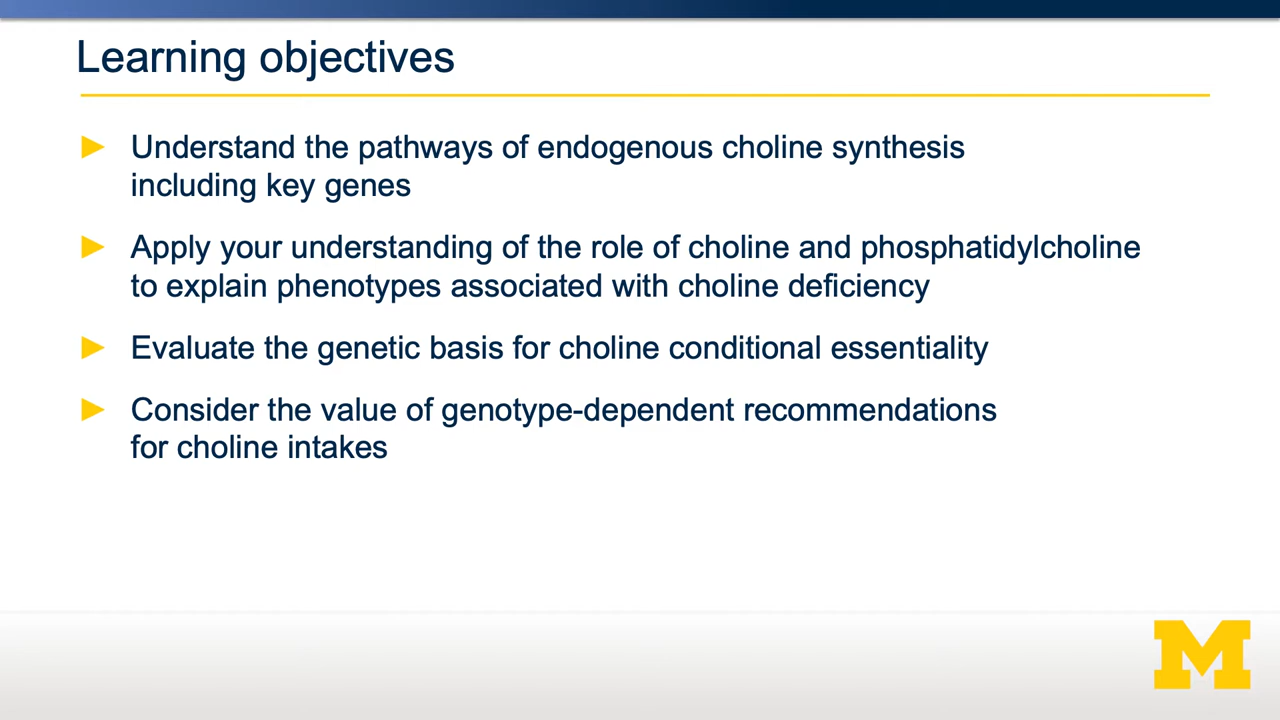 Learning objectives
Understand the pathways of endogenous choline synthesis
including key genes
Apply your understanding of the role of choline and phosphatidylcholine
to explain phenotypes associated with choline deficiency
Evaluate the genetic basis for choline conditional essentiality
Consider the value of genotype-dependent recommendations
for choline intakes
M